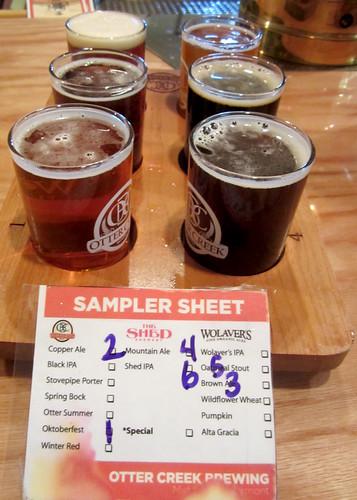 OTTER CREEK
CREEK
SAMPLER SHEET
THE SHED WOLAVER'S
Copper Ale 2 Mountain Ale 4 Wolaver's IPA
Black IPA Shed IPA 6 Oatmeal Stout 5
Stovepipe Porter Brown Ale 3
Spring Bock Wildflower Wheat
Otter Summer Pumpkin
Oktoberfest 1 *Special Alta Gracia
Winter Red
OTTER CREEK BREWING